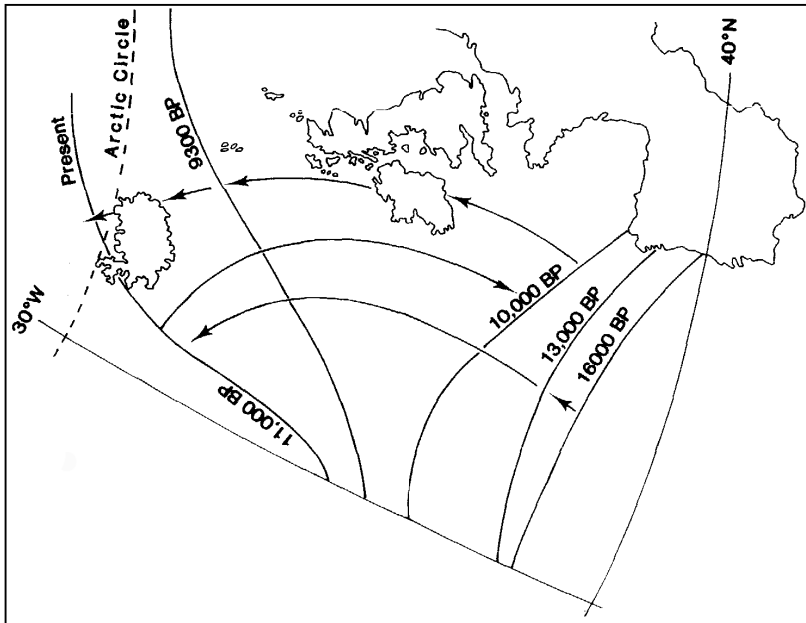 Present
Arctic Circle
9300 BP
40°N
30°W
11,000 BP
10,000 BP
13,000 BP
16000 BP